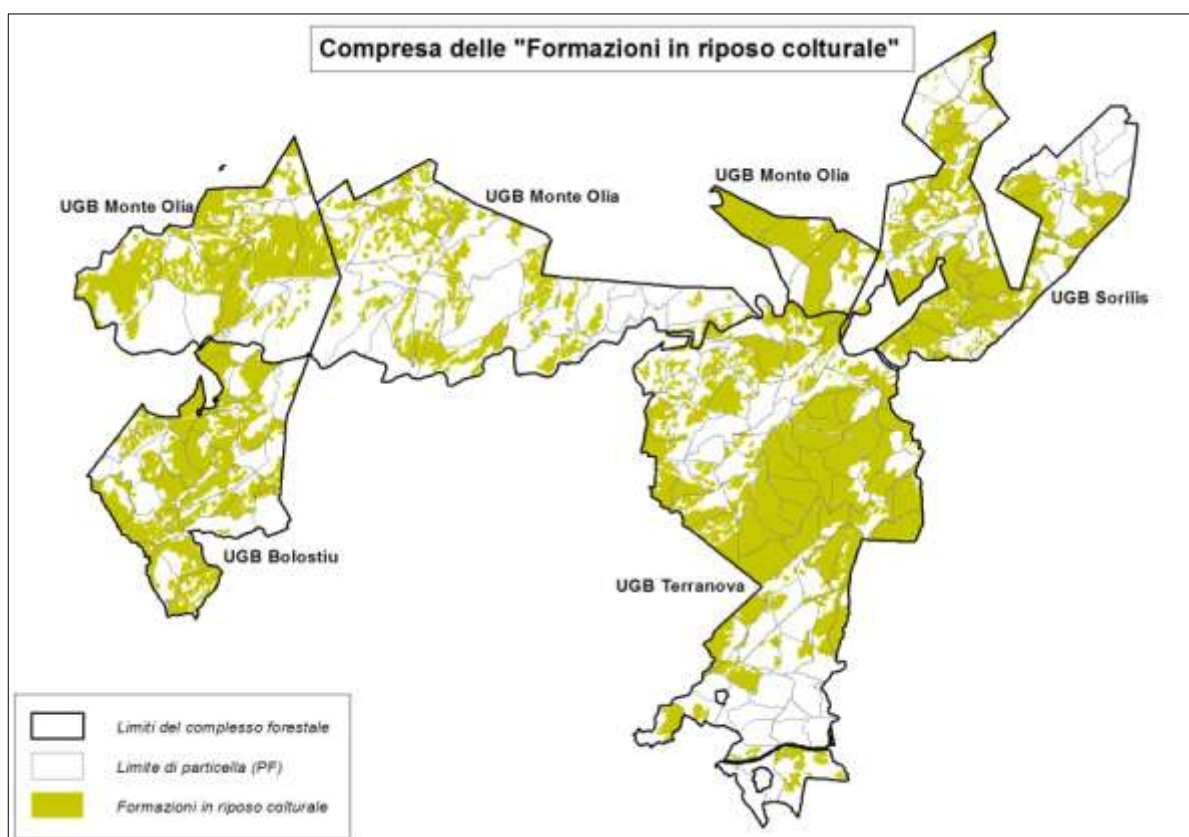 Compresa delle "Formazioni in riposo colturale"
UGB Monte Olia
UGB Monte Olia
UGB Monte Olia
UGB Sorilis
UGB Bolostiu
UGB Terranova
Limiti del complesso forestale
Limite di particella (PF)
Formazioni in riposo colturale